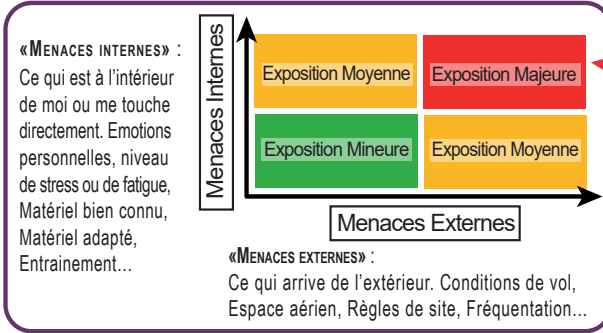 «Menaces internes» :
Ce qui est à l’intérieur
de moi ou me touche
directement. Emotions
personnelles, niveau
de stress ou de fatigue,
Matériel bien connu,
Matériel adapté,
Entrainement...
Menaces Internes
Exposition Moyenne
Exposition Majeure
Exposition Mineure
Exposition Moyenne
Menaces Externes
«Menaces externes» :
Ce qui arrive de l’extérieur. Conditions de vol,
Espace aérien, Règles de site, Fréquentation...